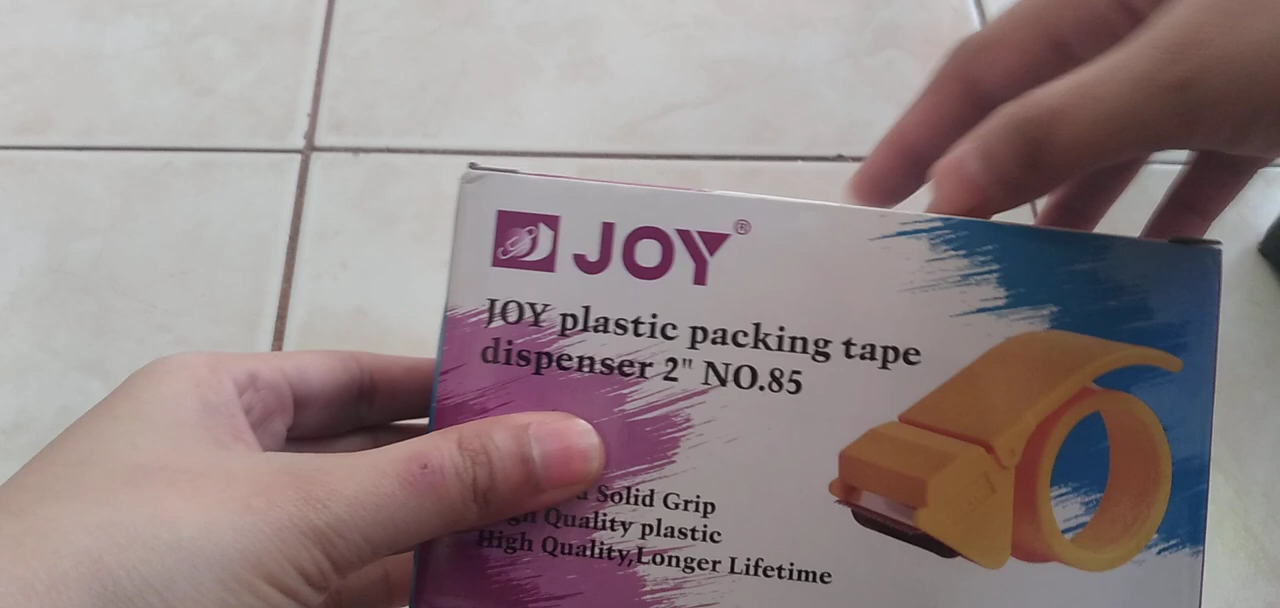 JOY®
JOY plastic packing tape
dispenser 2" NO.85
Solid Grip
Quality plastic
High Quality,Longer Lifetime